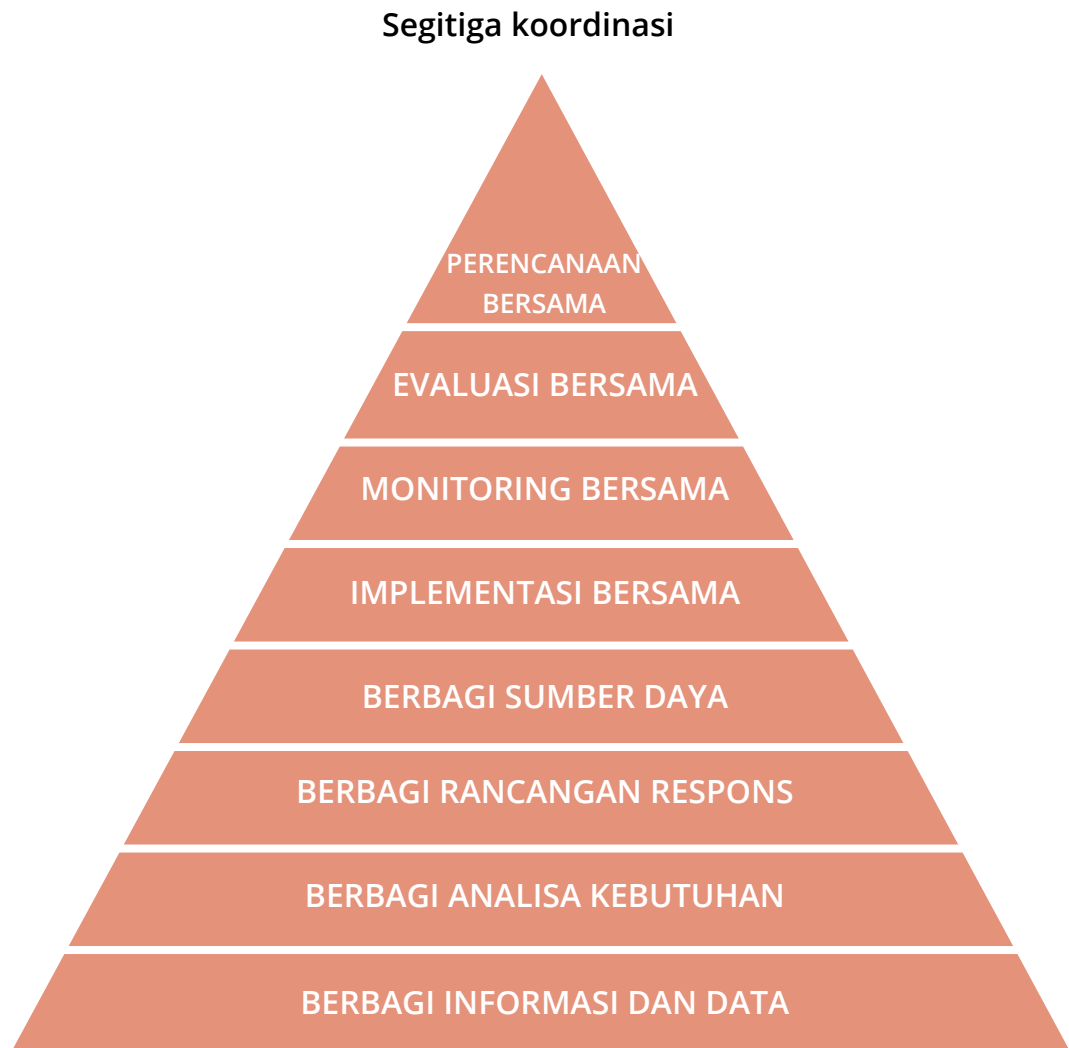 Segitiga koordinasi
PERENCANAAN
BERSAMA
EVALUASI BERSAMA
MONITORING BERSAMA
IMPLEMENTASI BERSAMA
BERBAGI SUMBER DAYA
BERBAGI RANCANGAN RESPONS
BERBAGI ANALISA KEBUTUHAN
BERBAGI INFORMASI DAN DATA